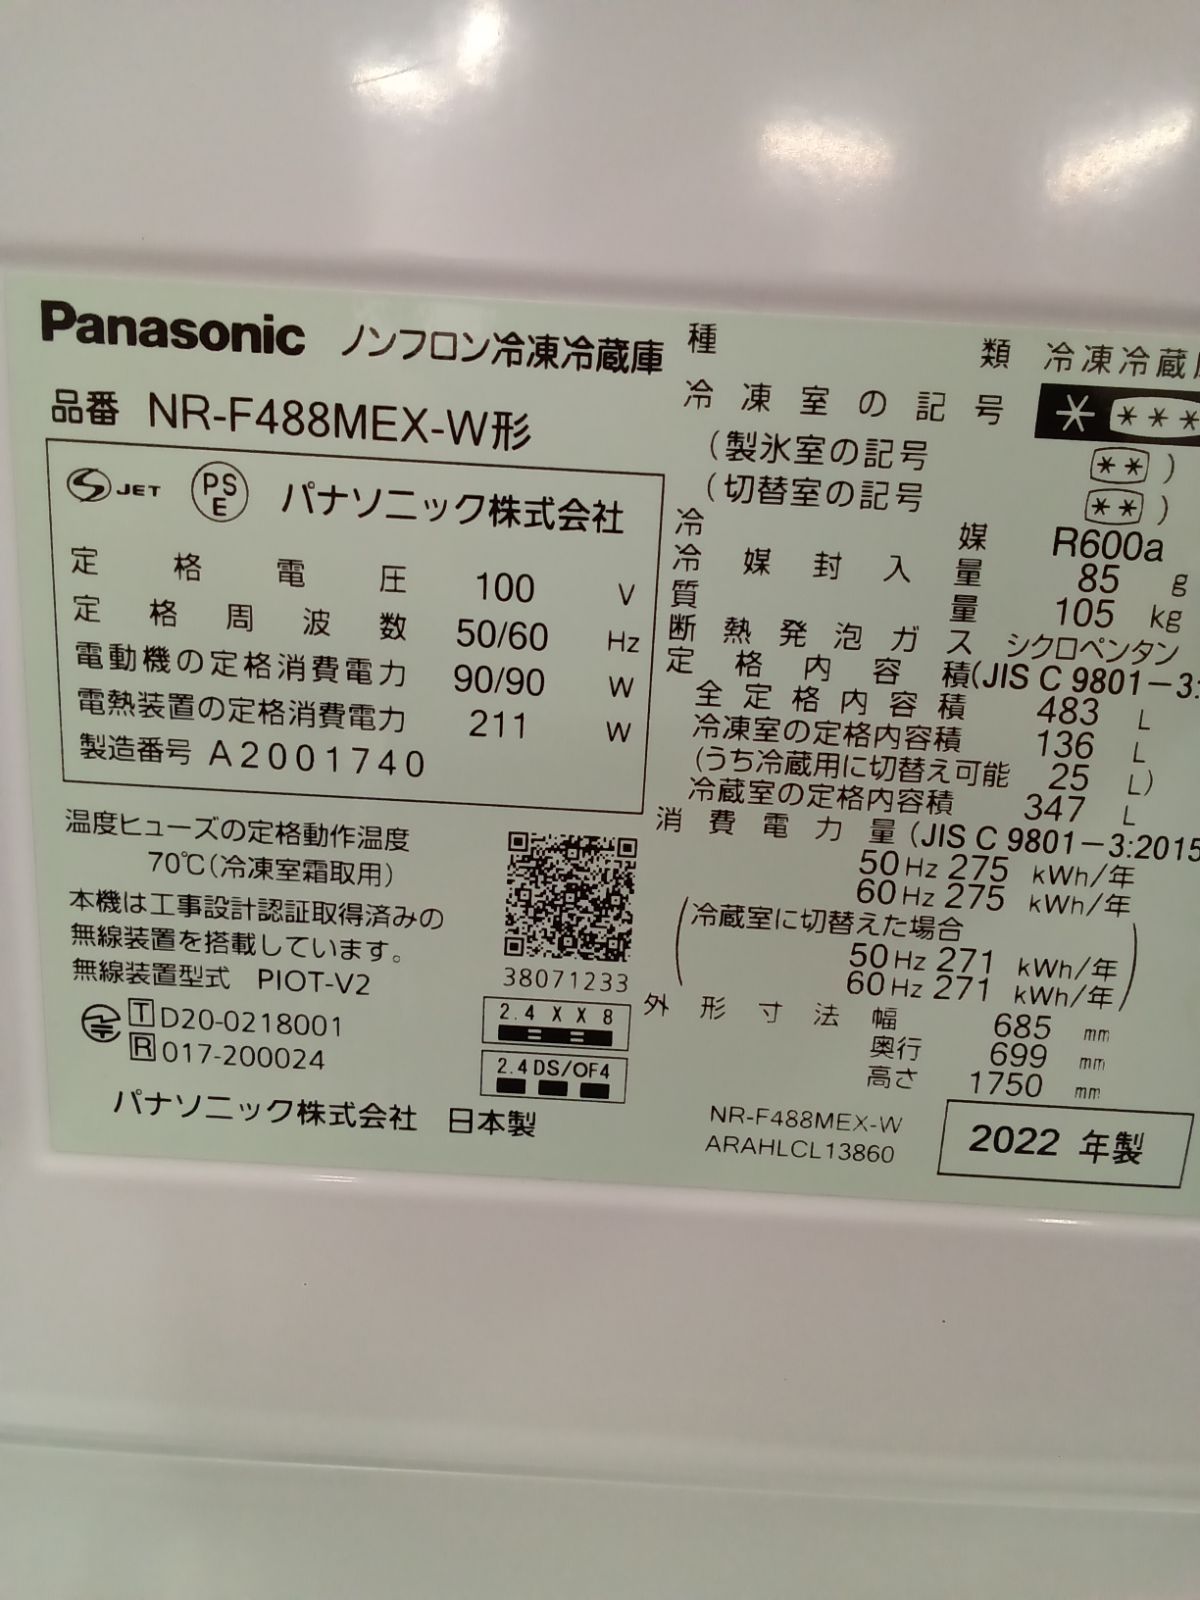 Panasonic ノンフロン冷凍冷蔵庫
品番 NR-F488MEX-W形
JET PSE パナソニック株式会社
定格電圧 100 V
定格周波数 50/60 Hz
電動機の定格消費電力 90/90 W
電熱装置の定格消費電力 211 W
製造番号 A2001740
温度ヒューズの定格動作温度
70℃(冷凍室霜取用)
本機は工事設計認証取得済みの
無線装置を搭載しています。
無線装置型式 PIOT-V2
T D20-0218001
R 017-200024
38071233
2.4 X X 8
2.4DS/OF4
パナソニック株式会社 日本製
種類 冷凍冷蔵
冷凍室の記号 * ***
(製氷室の記号 **)
(切替室の記号 **)
冷媒 R600a
冷媒封入量 85 g
質量 105 kg
断熱発泡ガス シクロペンタン
定格内容積(JIS C 9801-3:
全定格内容積 483 L
冷凍室の定格内容積 136 L
(うち冷蔵用に切替え可能 25 L)
冷蔵室の定格内容積 347 L
消費電力量(JIS C 9801-3:2015
50Hz 275 kWh/年
60Hz 275 kWh/年
(冷蔵室に切替えた場合
50Hz 271 kWh/年
60Hz 271 kWh/年)
外形寸法 幅 685 mm
奥行 699 mm
高さ 1750 mm
NR-F488MEX-W
ARAHLCL13860
2022 年製